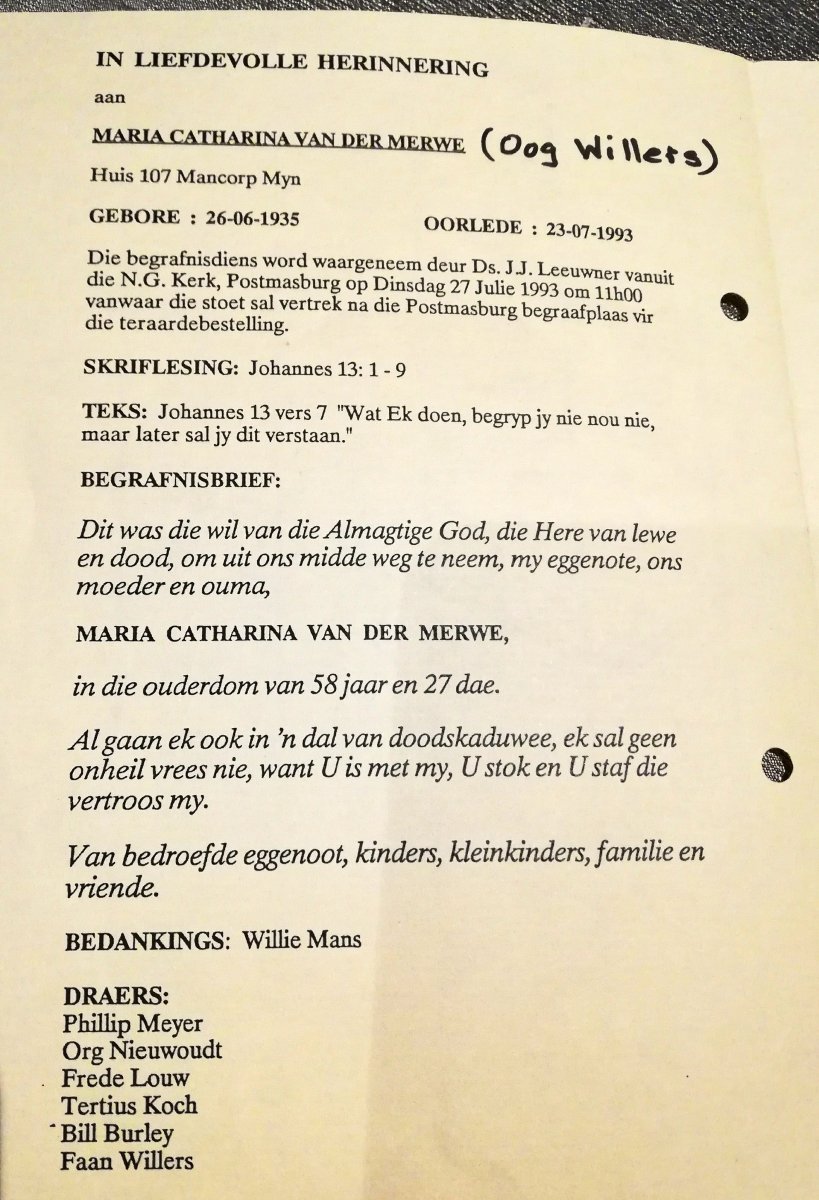 IN LIEFDEVOLLE HERINNERING
aan
MARIA CATHARINA VAN DER MERWE (Oog Willers)
Huis 107 Mancorp Myn
GEBORE : 26-06-1935 OORLEDE : 23-07-1993
Die begrafnisdiens word waargeneem deur Ds. J.J. Leeuwner vanuit
die N.G. Kerk, Postmasburg op Dinsdag 27 Julie 1993 om 11h00
vanwaar die stoet sal vertrek na die Postmasburg begraafplaas vir
die teraardebestelling.
SKRIFLESING: Johannes 13: 1 - 9
TEKS: Johannes 13 vers 7 "Wat Ek doen, begryp jy nie nou nie,
maar later sal jy dit verstaan."
BEGRAFNISBRIEF:
Dit was die wil van die Almagtige God, die Here van lewe
en dood, om uit ons midde weg te neem, my eggenote, ons
moeder en ouma,
MARIA CATHARINA VAN DER MERWE,
in die ouderdom van 58 jaar en 27 dae.
Al gaan ek ook in 'n dal van doodskaduwee, ek sal geen
onheil vrees nie, want U is met my, U stok en U staf die
vertroos my.
Van bedroefde eggenoot, kinders, kleinkinders, familie en
vriende.
BEDANKINGS: Willie Mans
DRAERS:
Phillip Meyer
Org Nieuwoudt
Frede Louw
Tertius Koch
Bill Burley
Faan Willers